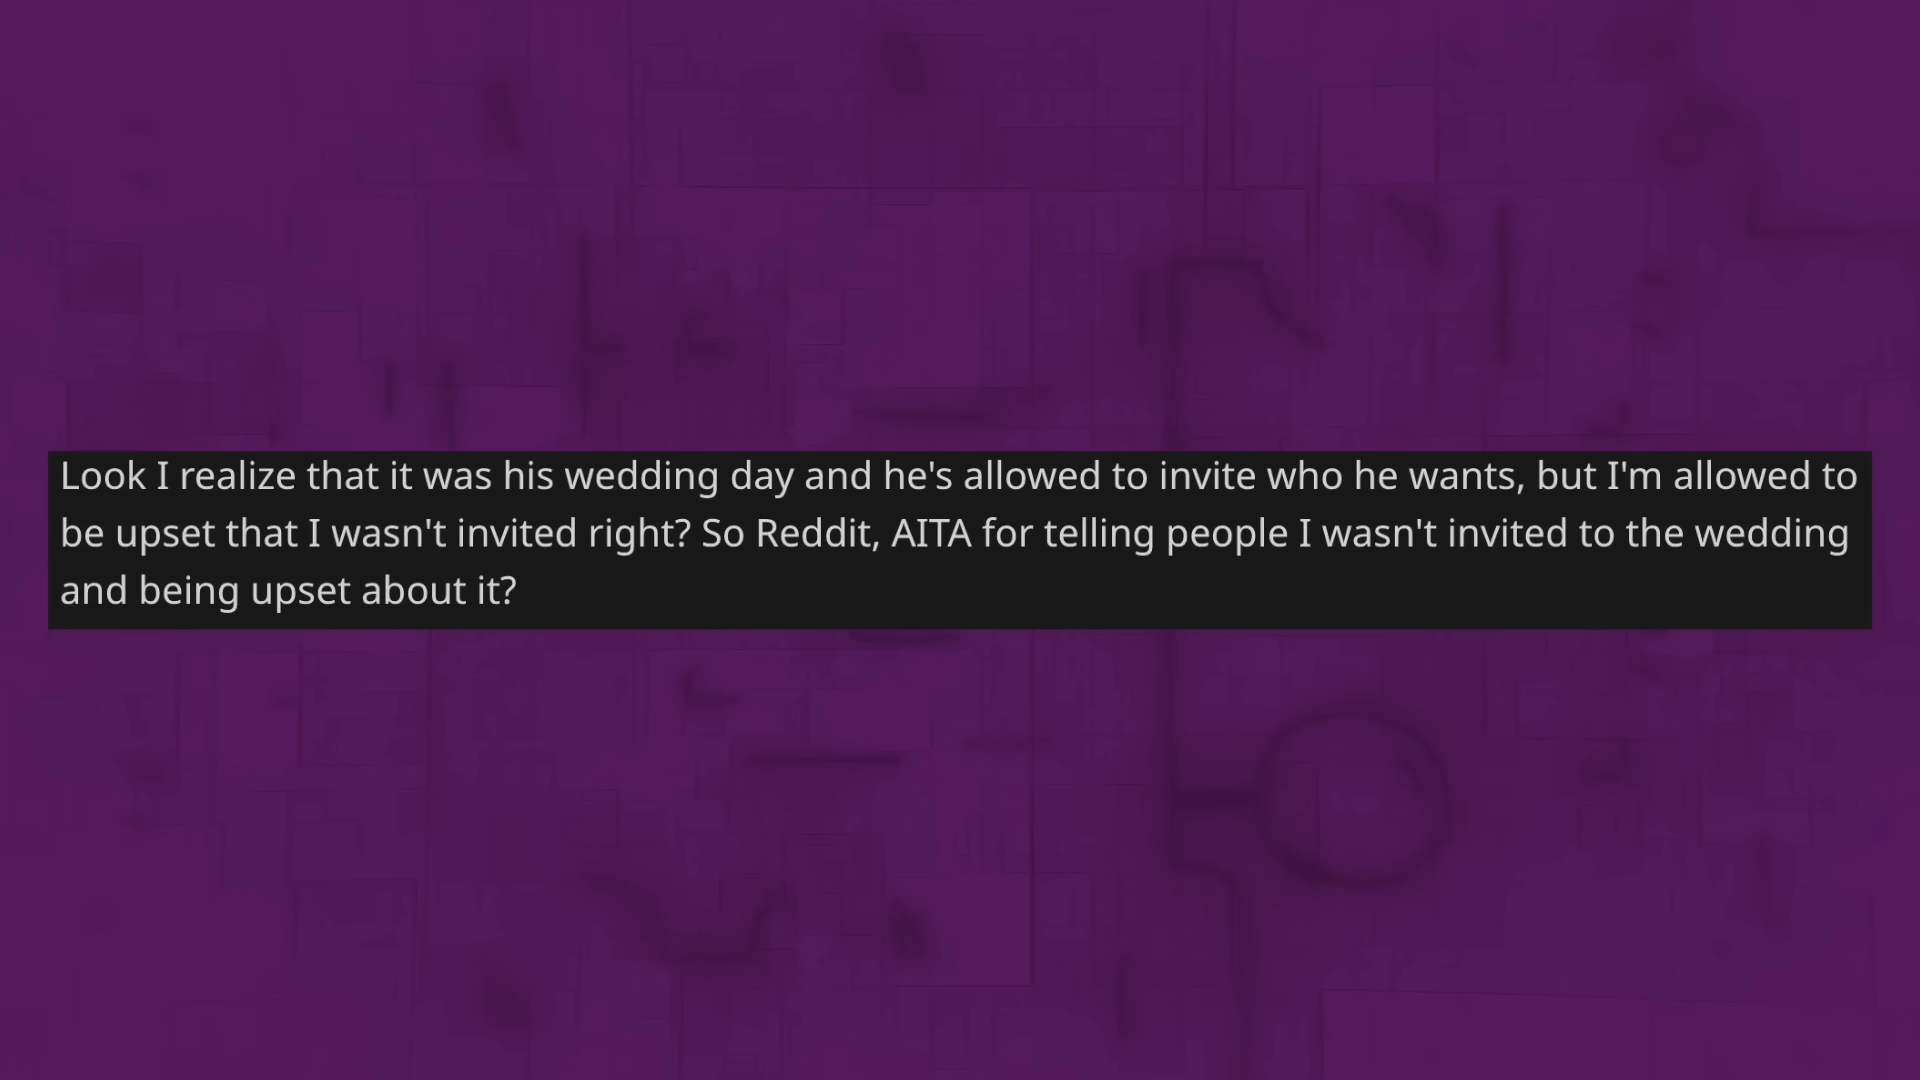 Look I realize that it was his wedding day and he's allowed to invite who he wants, but I'm allowed to
be upset that I wasn't invited right? So Reddit, AITA for telling people I wasn't invited to the wedding
and being upset about it?